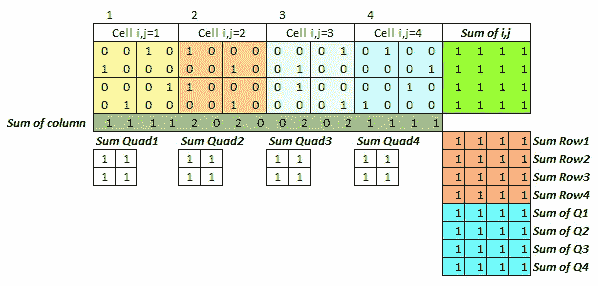 1 2 3 4
Cell i,j=1 Cell i,j=2 Cell i,j=3 Cell i,j=4 Sum of i,j
0 0 1 0 1 0 0 0 0 0 0 1 0 1 0 0 1 1 1 1
1 0 0 0 0 0 1 0 0 1 0 0 0 0 0 1 1 1 1 1
0 0 0 1 1 0 0 0 0 1 0 0 0 0 1 0 1 1 1 1
0 1 0 0 0 0 1 0 0 0 0 1 1 0 0 0 1 1 1 1
Sum of column 1 1 1 1 2 0 2 0 0 2 0 2 1 1 1 1
Sum Quad1 Sum Quad2 Sum Quad3 Sum Quad4 1 1 1 1 Sum Row1
1 1 1 1 1 1 1 1 1 1 1 1 Sum Row2
1 1 1 1 1 1 1 1 1 1 1 1 Sum Row3
1 1 1 1 Sum Row4
1 1 1 1 Sum of Q1
1 1 1 1 Sum of Q2
1 1 1 1 Sum of Q3
1 1 1 1 Sum of Q4